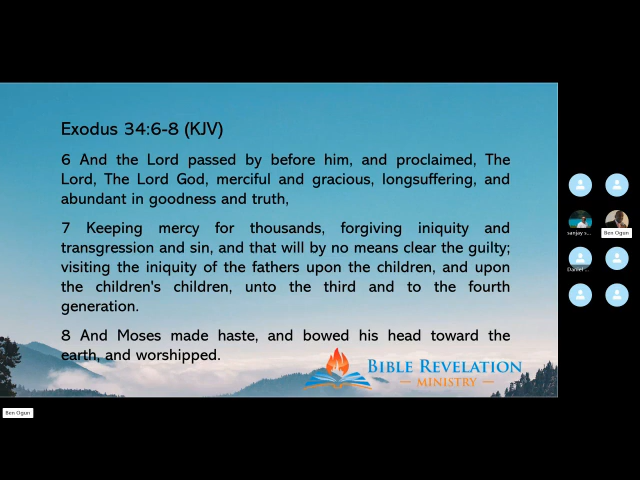 Exodus 34:6-8 (KJV)
6 And the Lord passed by before him, and proclaimed, The
Lord, The Lord God, merciful and gracious, longsuffering, and
abundant in goodness and truth,
7 Keeping mercy for thousands, forgiving iniquity and
transgression and sin, and that will by no means clear the guilty;
visiting the iniquity of the fathers upon the children, and upon
the children's children, unto the third and to the fourth
generation.
8 And Moses made haste, and bowed his head toward the
earth, and worshipped.
BIBLE REVELATION
MINISTRY
sanjay s...
Ben Ogun
Daniel ...
Ben Ogun